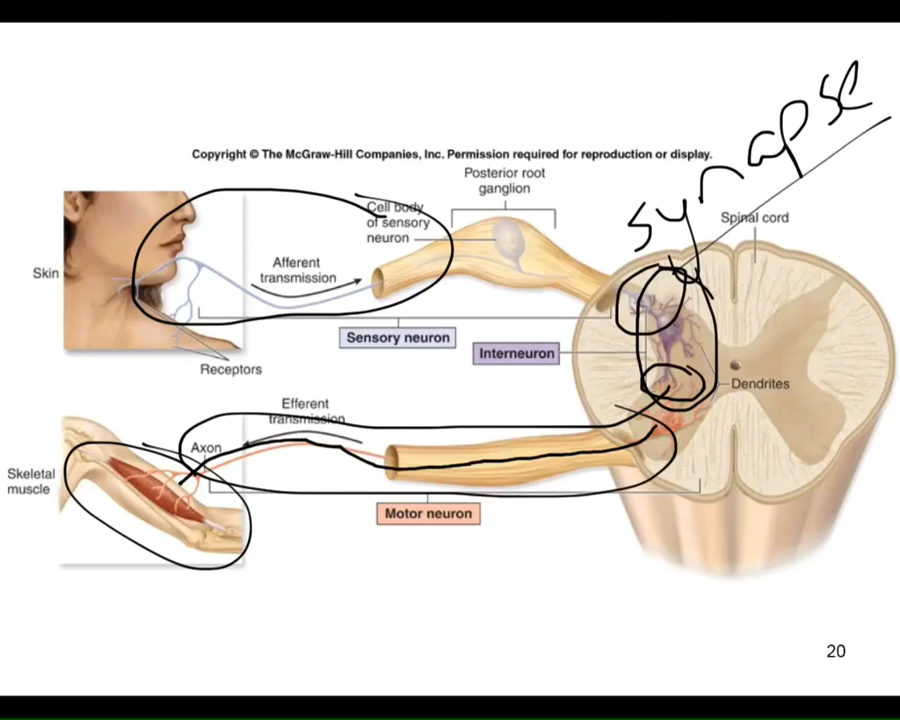 synapse
Copyright © The McGraw-Hill Companies, Inc. Permission required for reproduction or display.
Posterior root
ganglion
Cell body
of sensory
neuron
Spinal cord
Skin
Afferent
transmission
Sensory neuron
Interneuron
Receptors
Dendrites
Efferent
transmission
Axon
Skeletal
muscle
Motor neuron
20